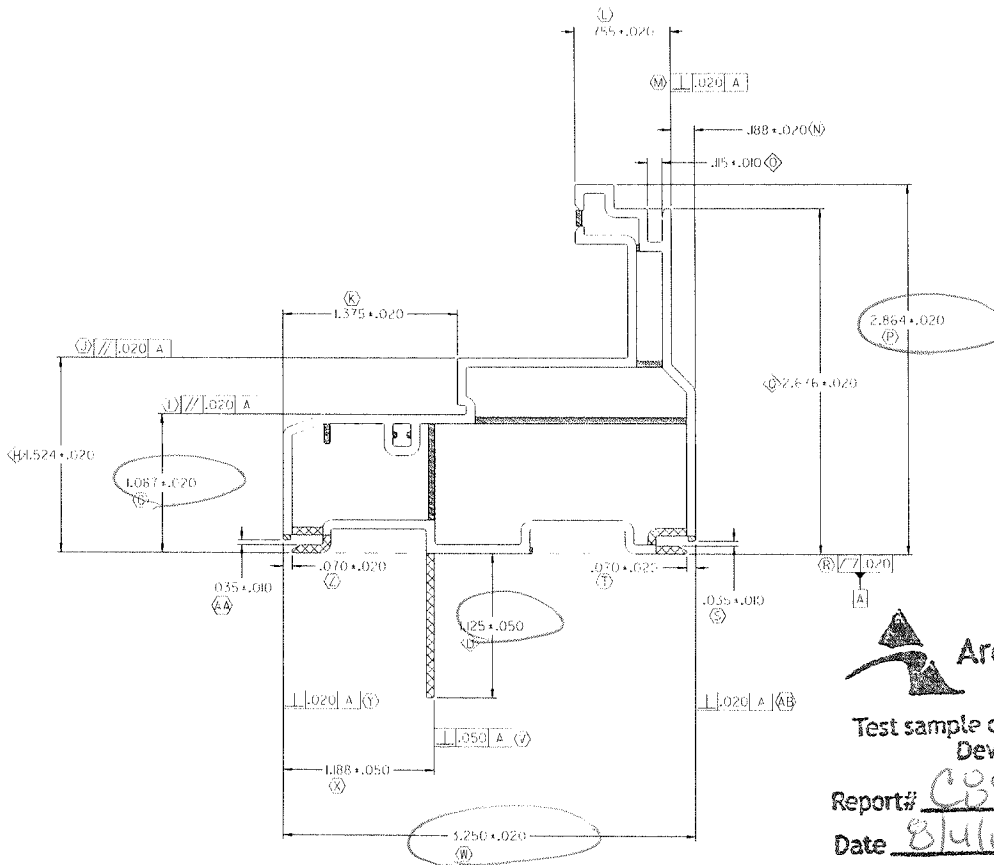 L
.755±.020
M ⊥ .020 A
.188±.020 N
.115±.010 O
K
1.375±.020
2.864±.020
P
J // .020 A
Q 2.676±.020
I // .020 A
H 1.524±.020
1.087±.020
G
.070±.020
Z
.070±.020
T
R // .020
.035±.010
AA
.035±.010
S
A
1.125±.050
U
⊥ .020 A Y
⊥ .020 A AB
⊥ .050 A V
Test sample
1.188±.050
X
Report#
3.250±.020
W
Date